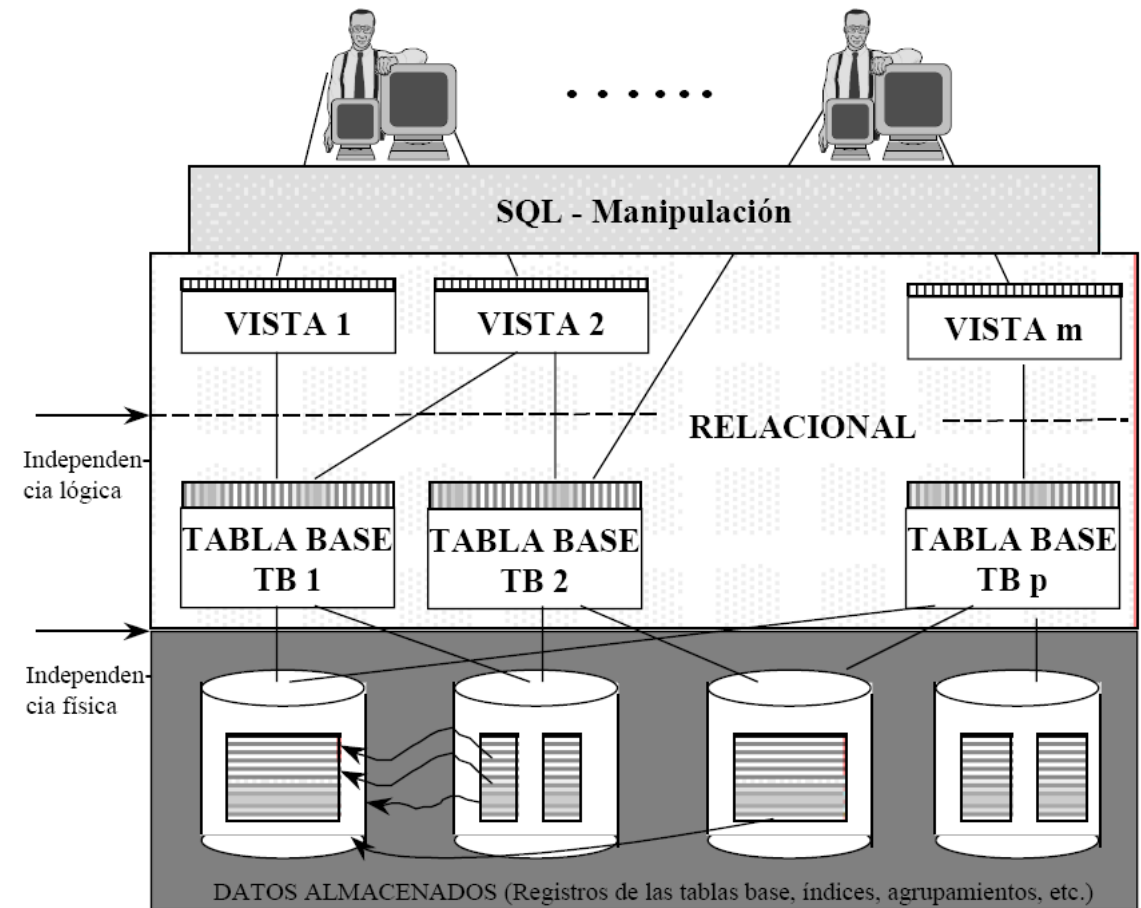 SQL - Manipulación
VISTA 1
VISTA 2
VISTA m
RELACIONAL
Independen
cia lógica
TABLA BASE
TB 1
TABLA BASE
TB 2
TABLA BASE
TB p
Independen
cia física
DATOS ALMACENADOS (Registros de las tablas base, índices, agrupamientos, etc.)